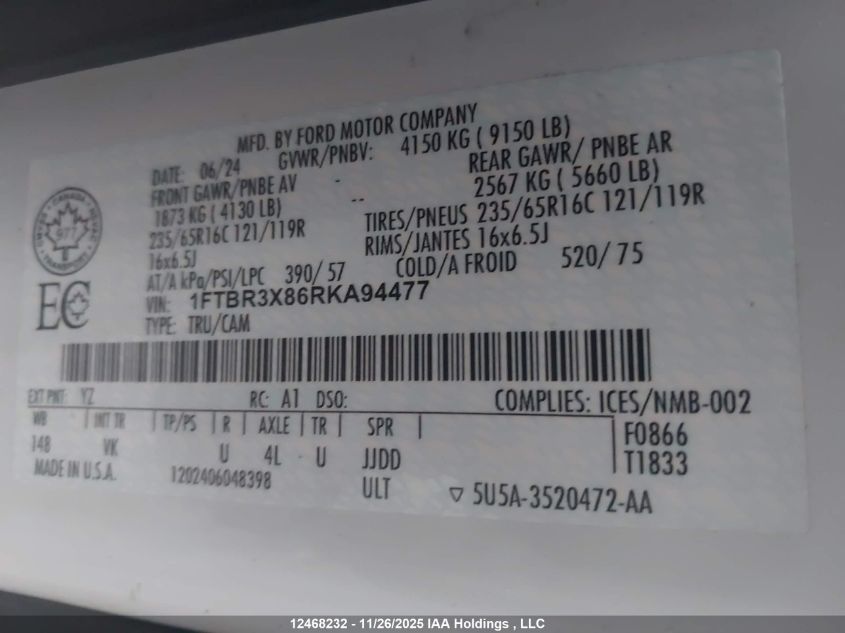 MFD. BY FORD MOTOR COMPANY
DATE: 06/24 GVWR/PNBV: 4150 KG ( 9150 LB)
FRONT GAWR/PNBE AV - REAR GAWR/ PNBE AR
1873 KG ( 4130 LB) -- 2567 KG ( 5660 LB)
235/65R16C 121/119R TIRES/PNEUS 235/65R16C 121/119R
16x6.5J RIMS/JANTES 16x6.5J
AT/A kPa/PSI/LPC 390/ 57 COLD/A FROID 520/ 75
VIN: 1FTBR3X86RKA94477
TYPE: TRU/CAM
CANADA
977
TRANSPORT
EC
EXT PNT: YZ RC: A1 DSO: COMPLIES: ICES/NMB-002
WB INT TR TP/PS R AXLE TR SPR F0866
148 VK U 4L U JJDD T1833
MADE IN U.S.A. 1202406048398 ULT ▽ 5U5A-3520472-AA
12468232 - 11/26/2025 IAA Holdings , LLC